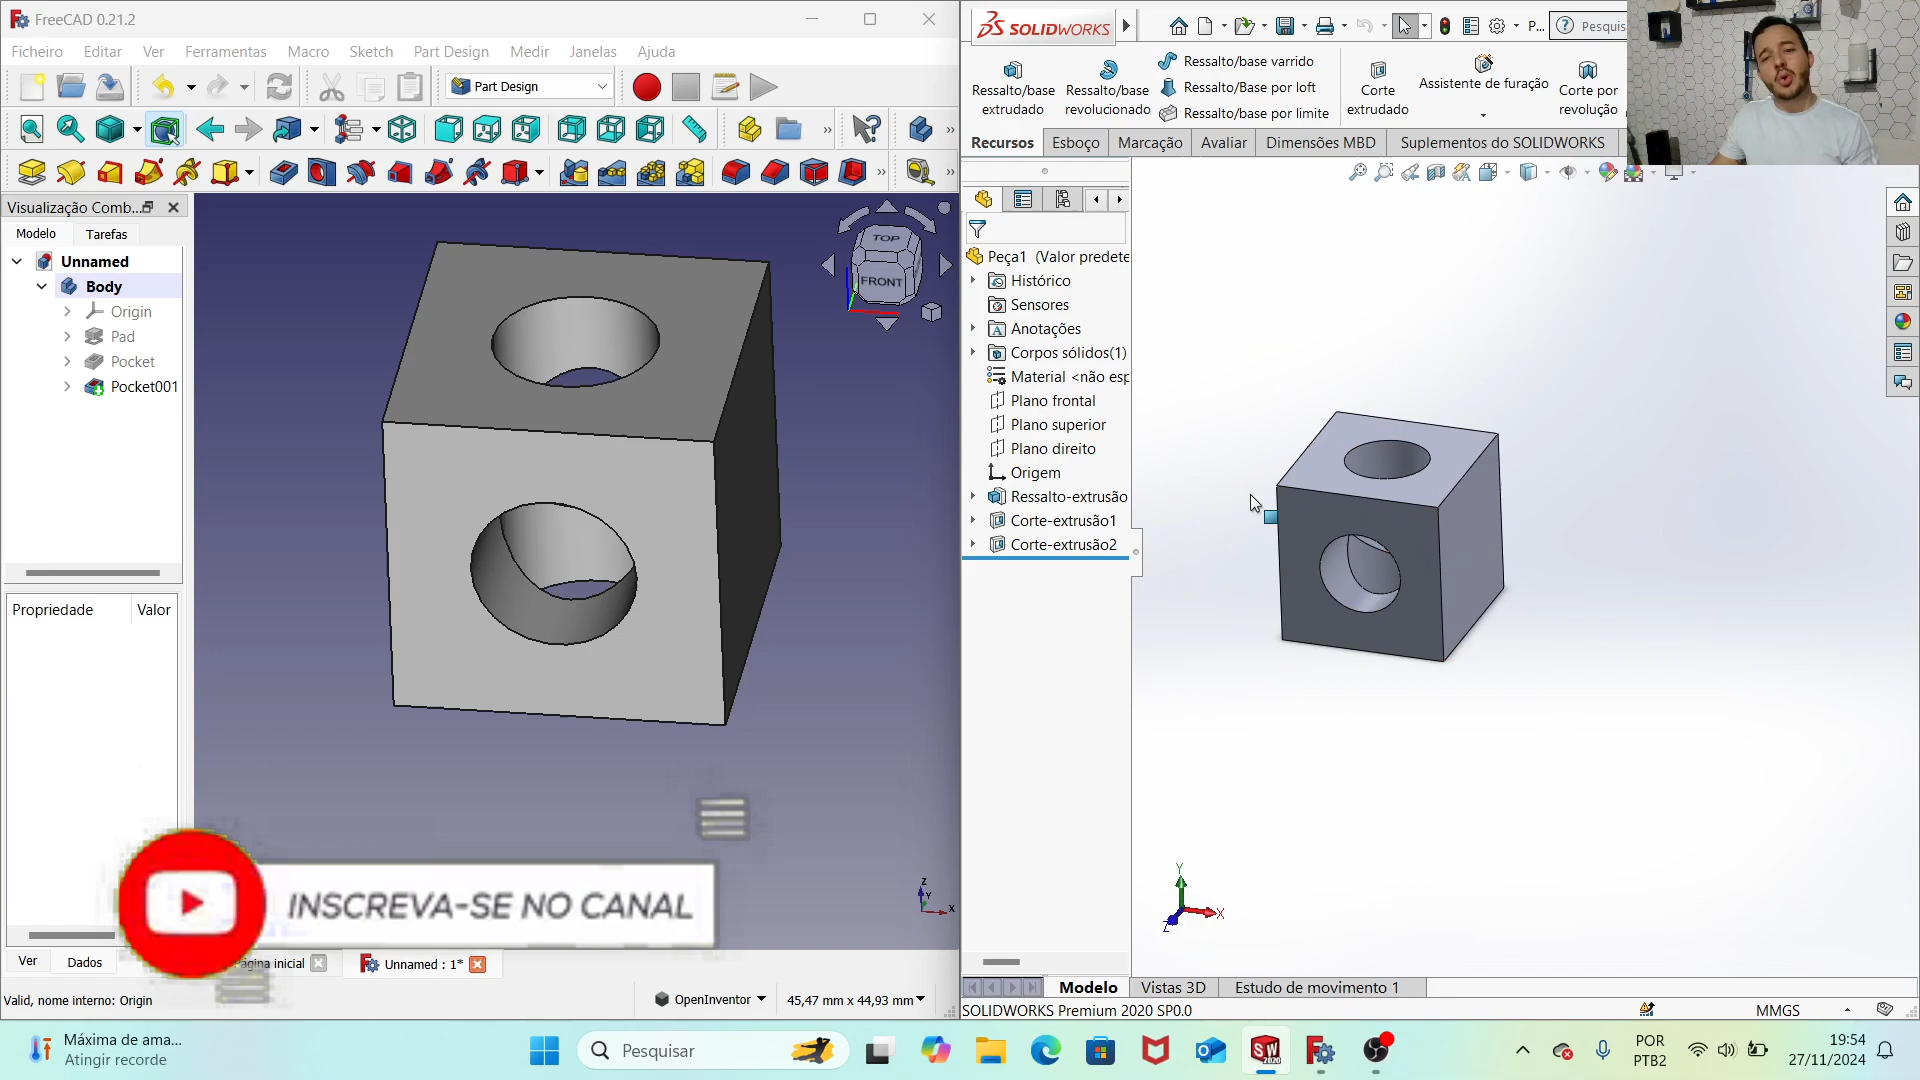 FreeCAD 0.21.2
Ficheiro Editar Ver Ferramentas Macro Sketch Part Design Medir Janelas Ajuda
Part Design
Visualização Comb...
Modelo Tarefas
Unnamed
Body
Origin
Pad
Pocket
Pocket001
Propriedade Valor
TOP
FRONT
Z
Y
X
INSCREVA-SE NO CANAL
Ver Dados
ágina inicial
Unnamed : 1*
Valid, nome interno: Origin
OpenInventor
45,47 mm x 44,93 mm
SOLIDWORKS
P...
Pesquis
Ressalto/base extrudado
Ressalto/base revolucionado
Ressalto/base varrido
Ressalto/Base por loft
Ressalto/base por limite
Corte extrudado
Assistente de furação
Corte por revolução
Recursos Esboço Marcação Avaliar Dimensões MBD Suplementos do SOLIDWORKS
Peça1 (Valor predete
Histórico
Sensores
Anotações
Corpos sólidos(1)
Material <não esp
Plano frontal
Plano superior
Plano direito
Origem
Ressalto-extrusão
Corte-extrusão1
Corte-extrusão2
Y
X
Z
Modelo Vistas 3D Estudo de movimento 1
SOLIDWORKS Premium 2020 SP0.0
MMGS
Máxima de ama...
Atingir recorde
Pesquisar
SW
2020
POR
PTB2
19:54
27/11/2024